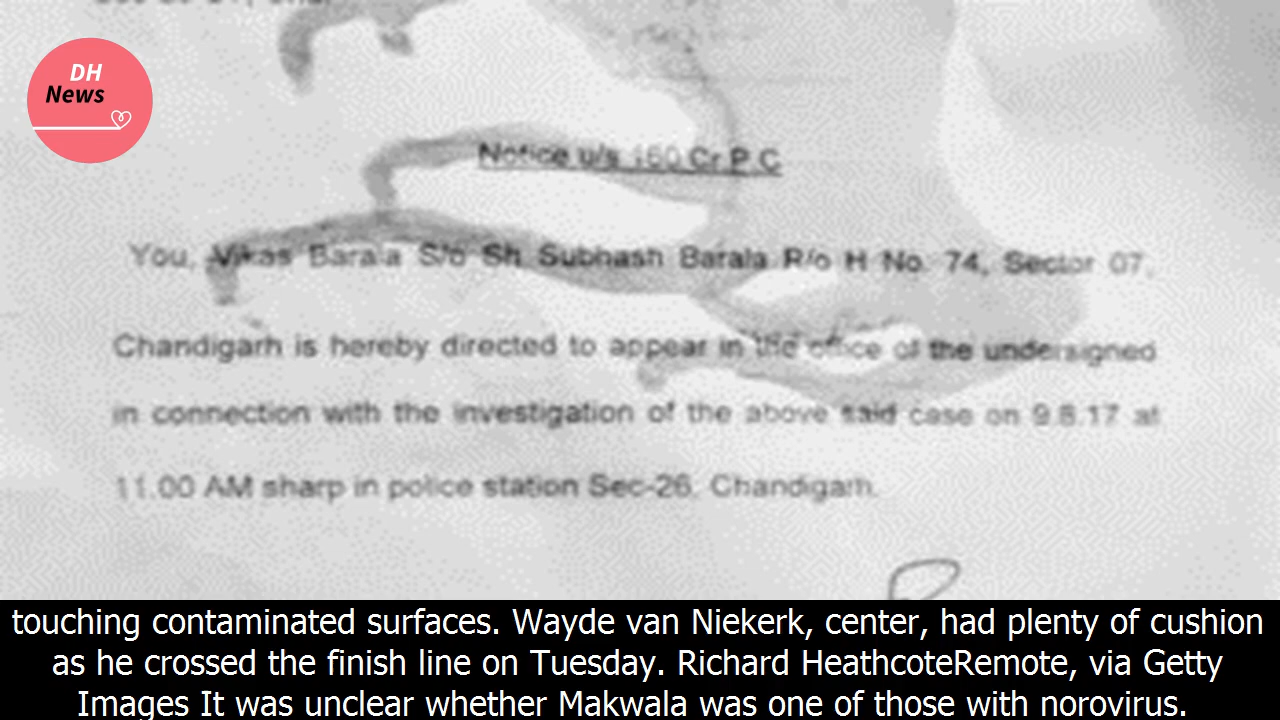 DH
News
Notice u/s 160 Cr.P.C
You, Vikas Barala S/o Sh Subhash Barala R/o H No. 74, Sector 07,
Chandigarh is hereby directed to appear in the office of the undersigned
in connection with the investigation of the above said case on 9.8.17 at
11.00 AM sharp in police station Sec-26, Chandigarh.
touching contaminated surfaces. Wayde van Niekerk, center, had plenty of cushion
as he crossed the finish line on Tuesday. Richard HeathcoteRemote, via Getty
Images It was unclear whether Makwala was one of those with norovirus.